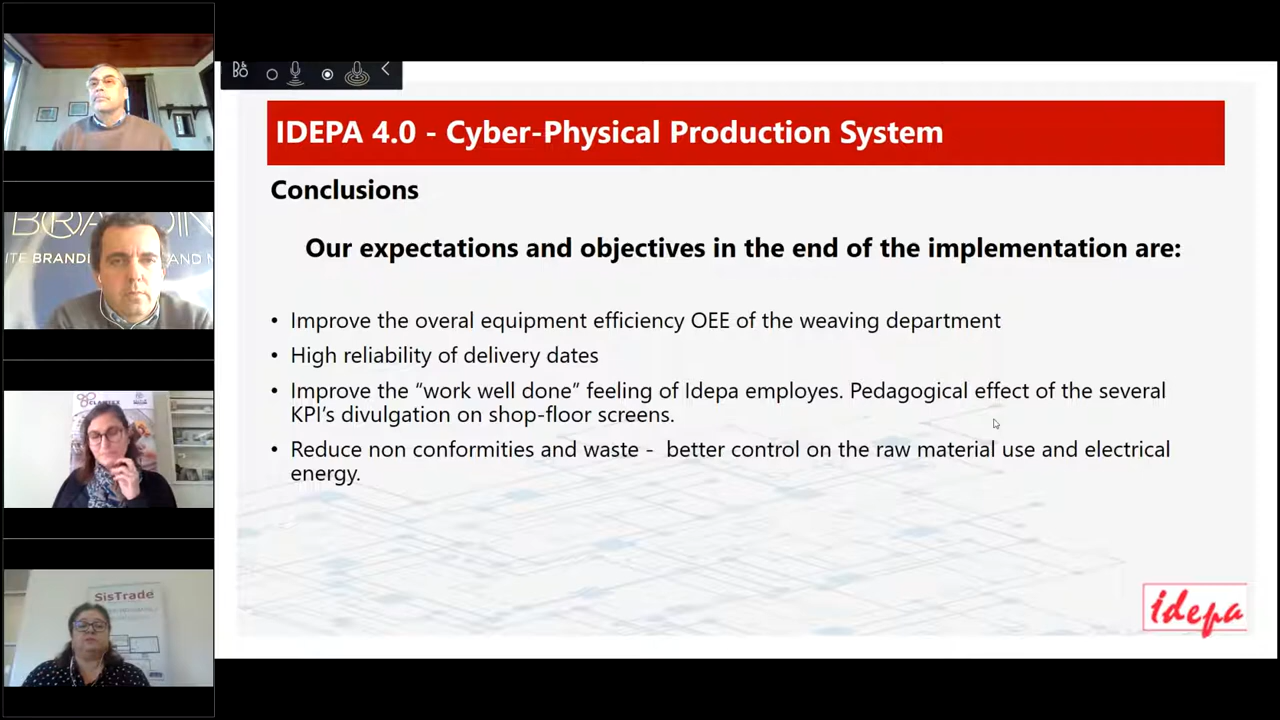 IDEPA 4.0 - Cyber-Physical Production System
Conclusions
Our expectations and objectives in the end of the implementation are:
• Improve the overal equipment efficiency OEE of the weaving department
• High reliability of delivery dates
• Improve the “work well done” feeling of Idepa employes. Pedagogical effect of the several
KPI’s divulgation on shop-floor screens.
• Reduce non conformities and waste - better control on the raw material use and electrical
energy.
idepa
SisTrade